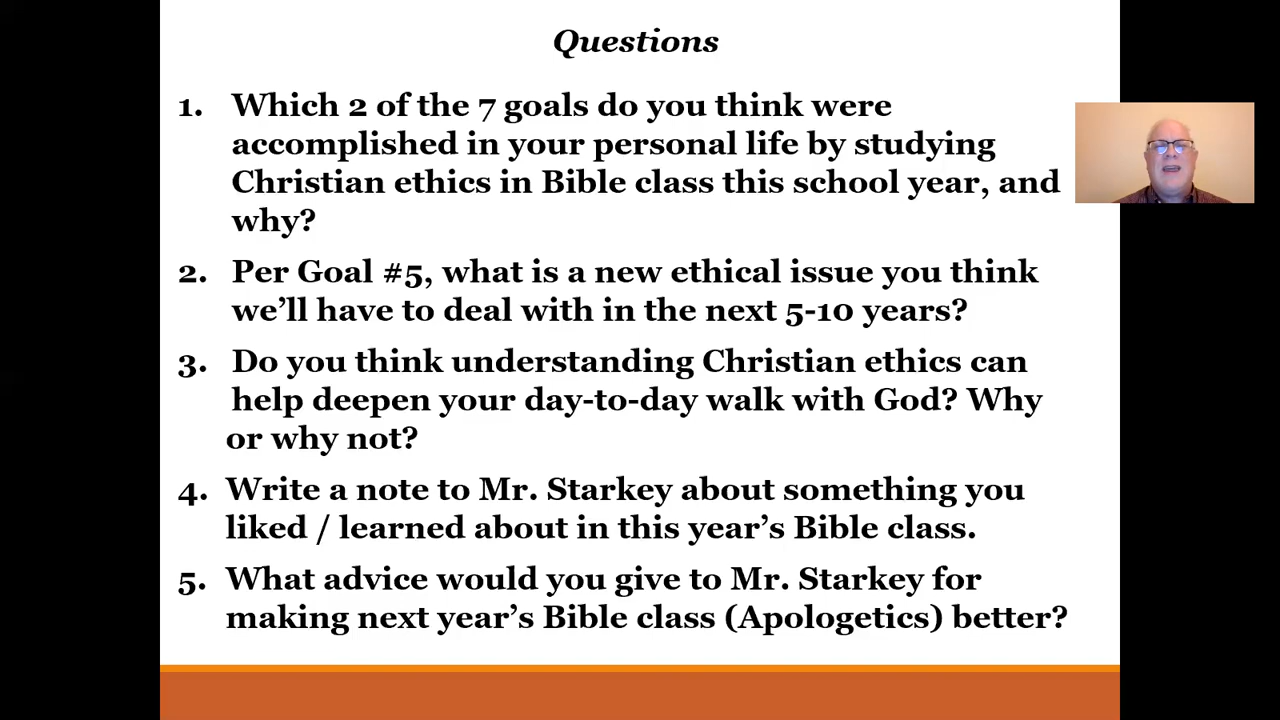 Questions
1. Which 2 of the 7 goals do you think were
accomplished in your personal life by studying
Christian ethics in Bible class this school year, and
why?
2. Per Goal #5, what is a new ethical issue you think
we’ll have to deal with in the next 5-10 years?
3. Do you think understanding Christian ethics can
help deepen your day-to-day walk with God? Why
or why not?
4. Write a note to Mr. Starkey about something you
liked / learned about in this year’s Bible class.
5. What advice would you give to Mr. Starkey for
making next year’s Bible class (Apologetics) better?